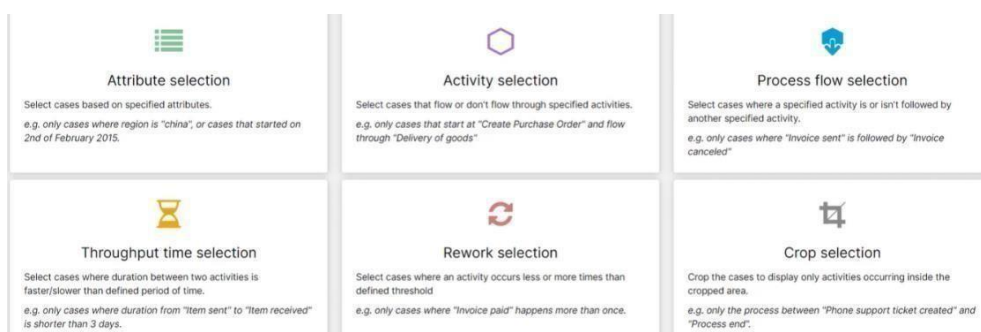 Attribute selection
Select cases based on specified attributes.
e.g. only cases where region is "china", or cases that started on
2nd of February 2015.
Activity selection
Select cases that flow or don't flow through specified activities.
e.g. only cases that start at "Create Purchase Order" and flow
through "Delivery of goods"
Process flow selection
Select cases where a specified activity is or isn't followed by
another specified activity.
e.g. only cases where "Invoice sent" is followed by "Invoice
canceled"
Throughput time selection
Select cases where duration between two activities is
faster/slower than defined period of time.
e.g. only cases where duration from "Item sent" to "Item received"
is shorter than 3 days.
Rework selection
Select cases where an activity occurs less or more times than
defined threshold
e.g. only cases where "Invoice paid" happens more than once.
Crop selection
Crop the cases to display only activities occurring inside the
cropped area.
e.g. only the process between "Phone support ticket created" and
"Process end".